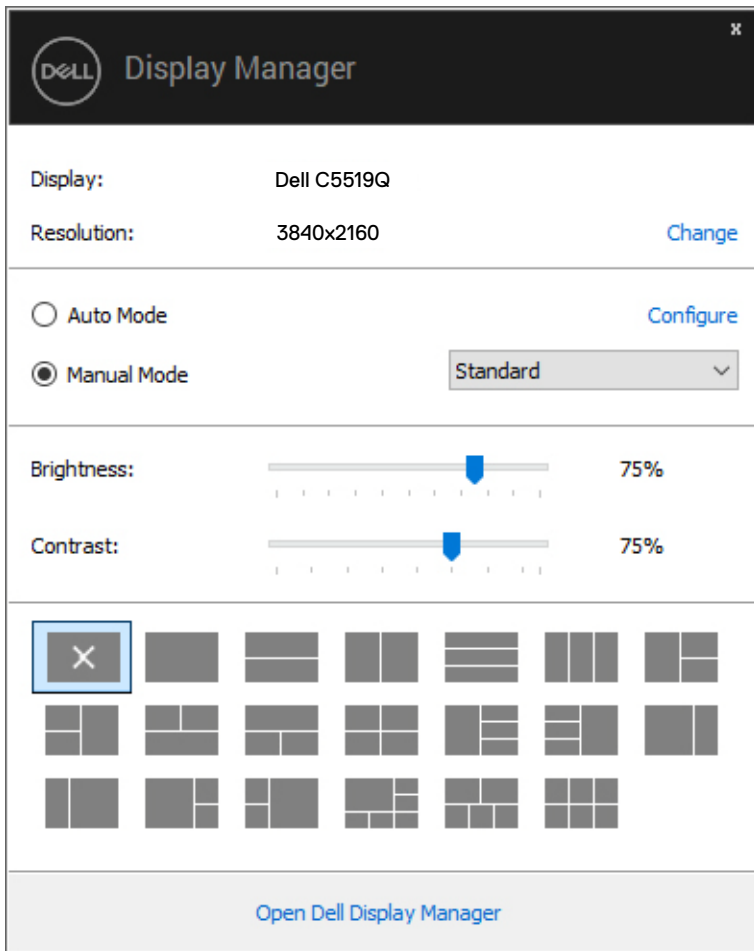 x
DELL Display Manager
Display: Dell C5519Q
Resolution: 3840x2160 Change
Auto Mode Configure
Manual Mode Standard
Brightness: 75%
Contrast: 75%
Open Dell Display Manager